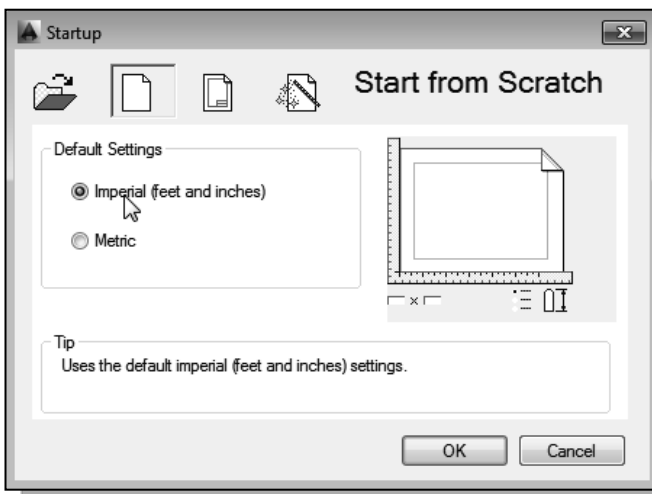 Startup
Start from Scratch
Default Settings
Imperial (feet and inches)
Metric
Tip
Uses the default imperial (feet and inches) settings.
OK
Cancel